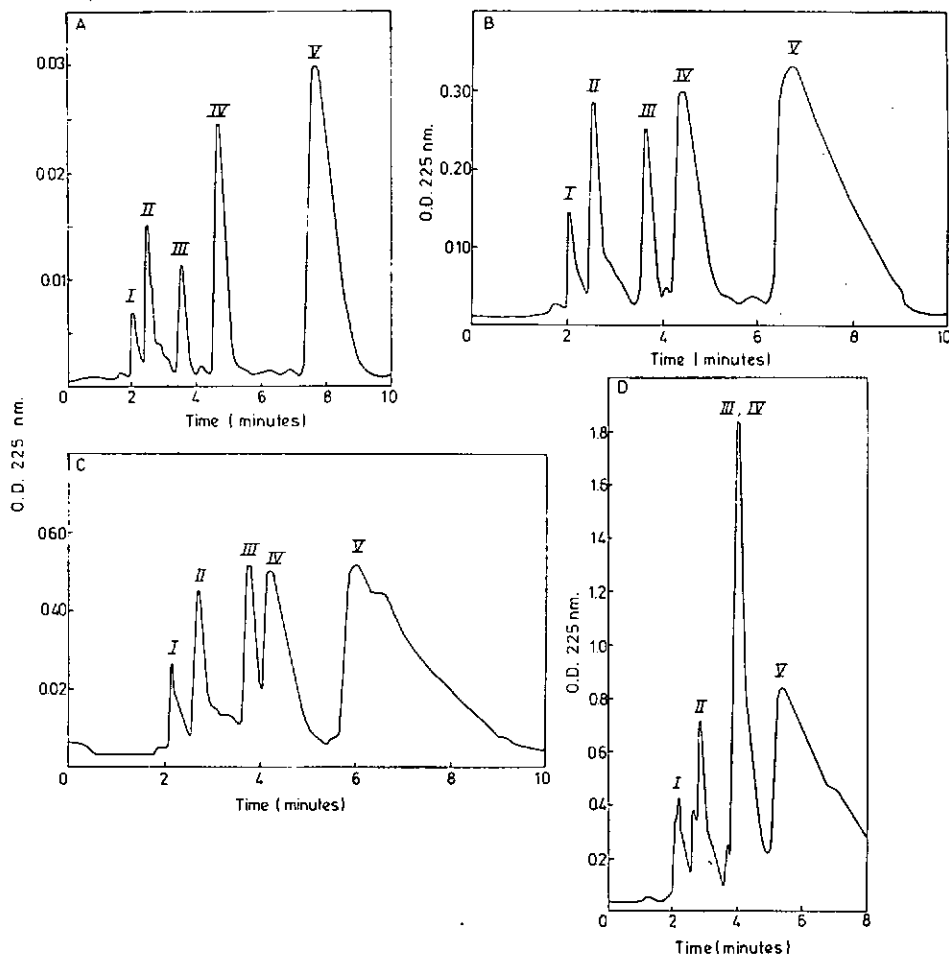 A
0.03
0.02
0.01
I
II
III
IV
V
0 2 4 6 8 10
Time ( minutes)
O.D. 225 nm.
B
0.30
0.20
0.10
O.D. 225 nm.
I
II
III
IV
V
0 2 4 6 8 10
Time (minutes)
C
060
0.40
0.02
I
II
III
IV
V
0 2 4 6 8 10
Time ( minutes)
D
1.8
1.6
1.4
1.2
1.0
0.8
0.6
0.4
02
O.D. 225 nm.
I
II
III, IV
V
0 2 4 6 8
Time(minutes)